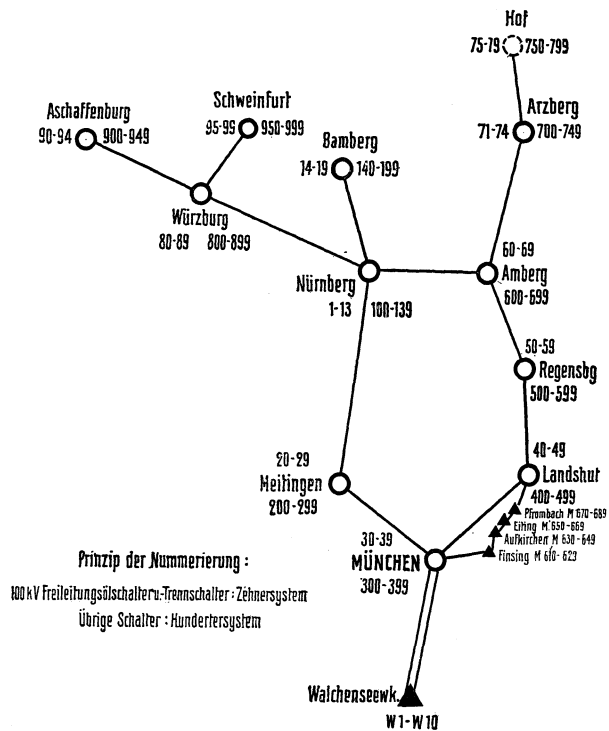 Hof
75-79 750-799
Arzberg
71-74 700-749
Schweinfurt
95-99 950-999
Aschaffenburg
90-94 900-949
Bamberg
14-19 140-199
Würzburg
80-89 800-899
60-69
Amberg
600-699
Nürnberg
1-13 100-139
50-59
Regensbg
500-599
40-49
Landshut
400-499
20-29
Meitingen
200-299
Pfrombach M 670-689
Eitting M 650-669
Aufkirchen M 630-649
Finsing M 610-629
30-39
MÜNCHEN
300-399
Prinzip der Nummerierung :
100 kV Freileitungsölschalter u.-Trennschalter : Zehnersystem
Übrige Schalter : Hundertersystem
Walchenseewk.
W1-W10